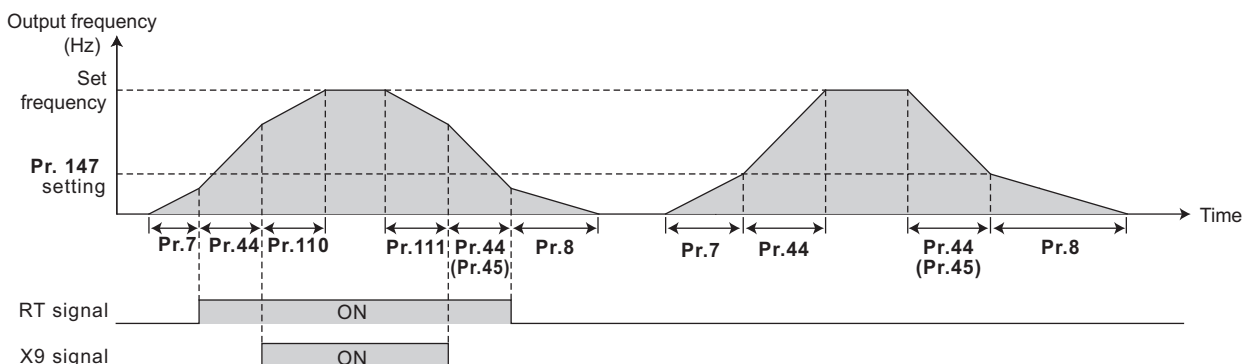 Output frequency
(Hz)
Set
frequency
Pr. 147
setting
Time
Pr.7 Pr.44 Pr.110 Pr.111 Pr.44 Pr.8 Pr.7 Pr.44 Pr.44 Pr.8
(Pr.45) (Pr.45)
RT signal ON
X9 signal ON